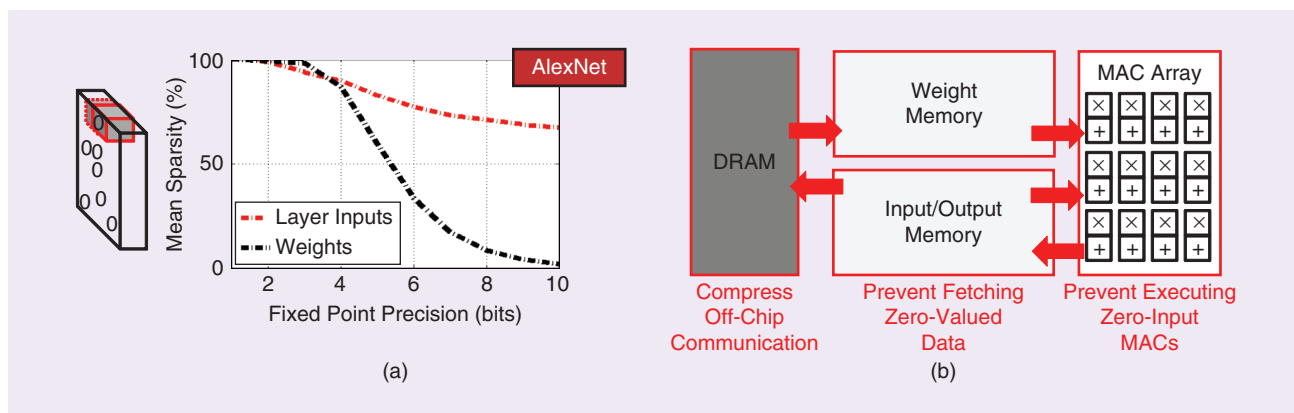 0
0
0
0
0
0
0
0
Mean Sparsity (%)
100
50
0
AlexNet
Layer Inputs
Weights
2
4
6
8
10
Fixed Point Precision (bits)
(a)
DRAM
Weight
Memory
Input/Output
Memory
MAC Array
× × × ×
+ + + +
× × × ×
+ + + +
× × × ×
+ + + +
Compress
Off-Chip
Communication
Prevent Fetching
Zero-Valued
Data
Prevent Executing
Zero-Input
MACs
(b)